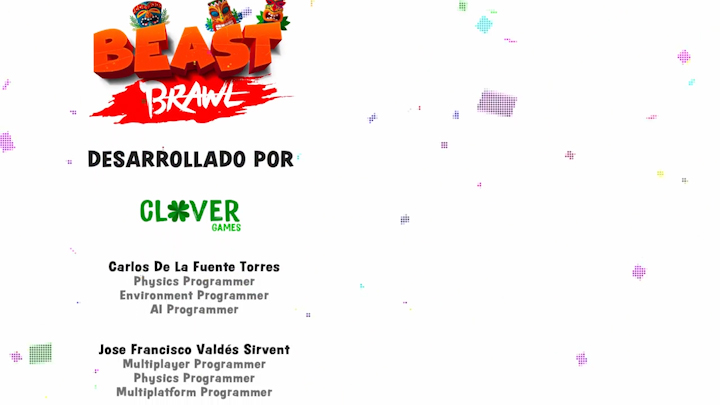 BEAST
BRAWL
DESARROLLADO POR
CLOVER
GAMES
Carlos De La Fuente Torres
Physics Programmer
Environment Programmer
AI Programmer
Jose Francisco Valdés Sirvent
Multiplayer Programmer
Physics Programmer
Multiplatform Programmer